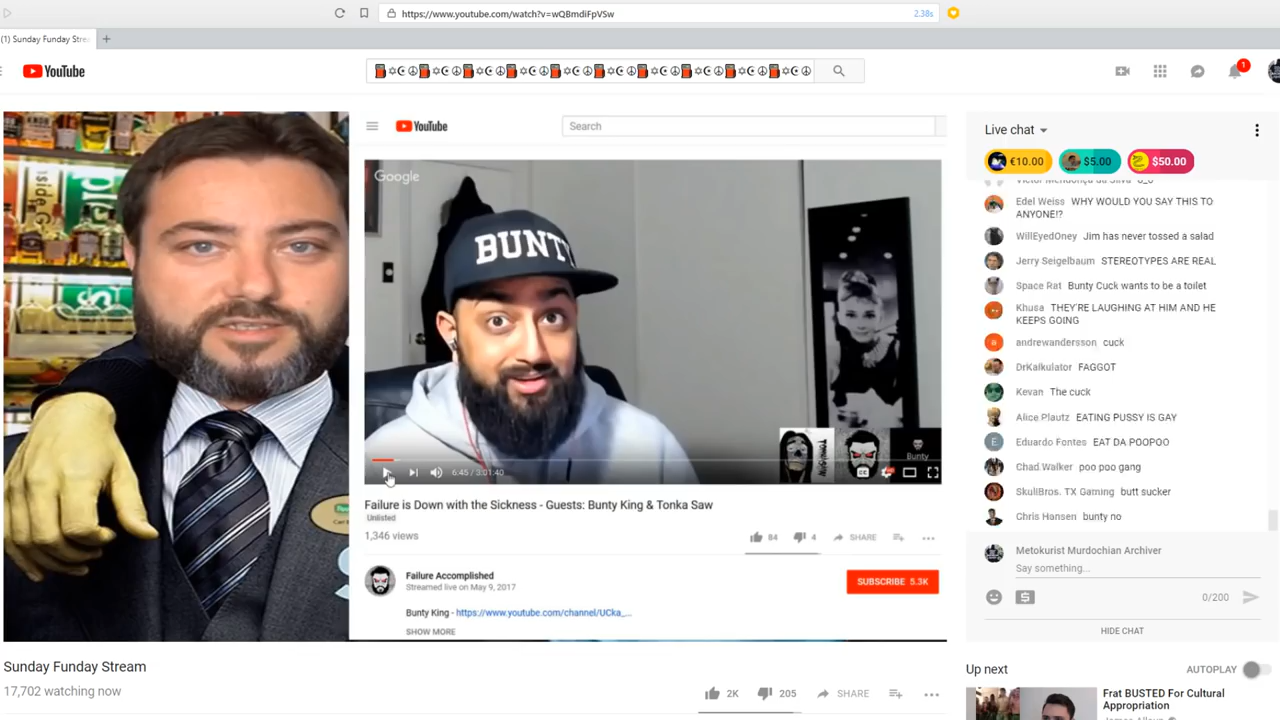 https://www.youtube.com/watch?v=wQBmdiFpVSw
2.38s
(1) Sunday Funday Stre
YouTube
1
YouTube
Search
Google
BUNTY
Bunty
6:45 / 3:01:40
CC
Failure is Down with the Sickness - Guests: Bunty King & Tonka Saw
Unlisted
1,346 views
84
4
SHARE
Failure Accomplished
Streamed live on May 9, 2017
SUBSCRIBE 5.3K
Bunty King - https://www.youtube.com/channel/UCka_...
SHOW MORE
Sunday Funday Stream
17,702 watching now
2K
205
SHARE
Live chat
€10.00
$5.00
$50.00
Edel Weiss WHY WOULD YOU SAY THIS TO
ANYONE!?
WillEyedOney Jim has never tossed a salad
Jerry Seigelbaum STEREOTYPES ARE REAL
Space Rat Bunty Cuck wants to be a toilet
Khusa THEY'RE LAUGHING AT HIM AND HE
KEEPS GOING
andrewandersson cuck
DrKalkulator FAGGOT
Kevan The cuck
Alice Plautz EATING PUSSY IS GAY
Eduardo Fontes EAT DA POOPOO
Chad Walker poo poo gang
SkuliBros. TX Gaming butt sucker
Chris Hansen bunty no
Metokurist Murdochian Archiver
Say something...
0/200
HIDE CHAT
Up next
AUTOPLAY
Frat BUSTED For Cultural
Appropriation